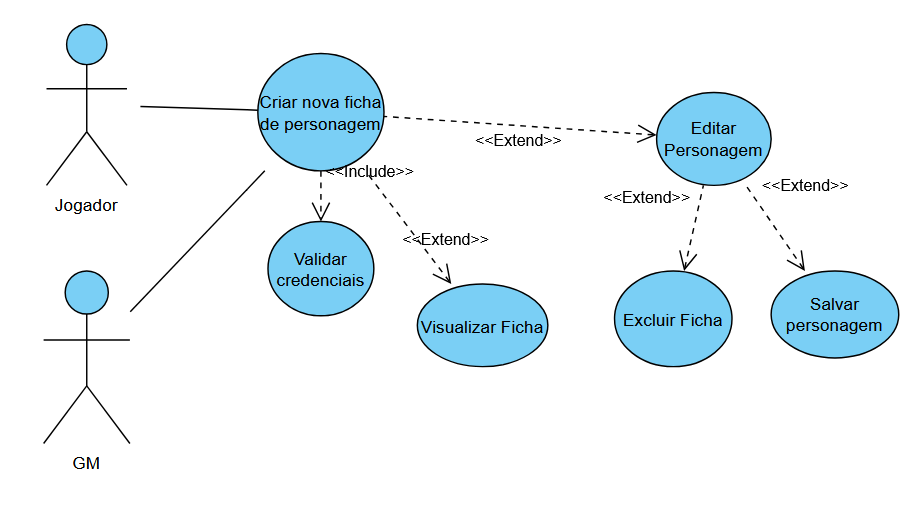 Criar nova ficha
de personagem
Editar
Personagem
<<Extend>>
<<Include>>
<<Extend>>
<<Extend>>
Jogador
<<Extend>>
Validar
credenciais
Visualizar Ficha
Excluir Ficha
Salvar
personagem
GM